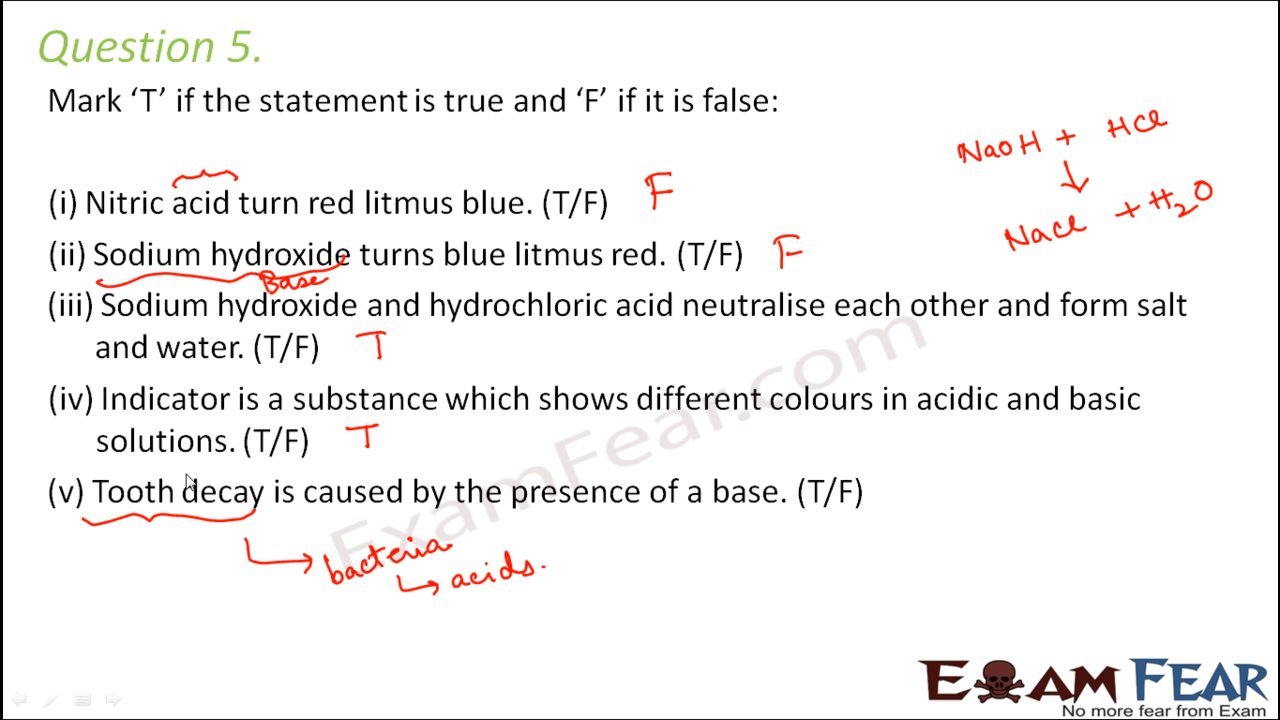 Question 5.
Mark ‘T’ if the statement is true and ‘F’ if it is false:
NaOH + HCl
↓
NaCl + H₂O
(i) Nitric acid turn red litmus blue. (T/F) F
(ii) Sodium hydroxide turns blue litmus red. (T/F) F
Base
(iii) Sodium hydroxide and hydrochloric acid neutralise each other and form salt
and water. (T/F) T
(iv) Indicator is a substance which shows different colours in acidic and basic
solutions. (T/F) T
(v) Tooth decay is caused by the presence of a base. (T/F)
→ bacteria
→ acids.
ExamFear.com
EXAM FEAR
No more fear from Exam